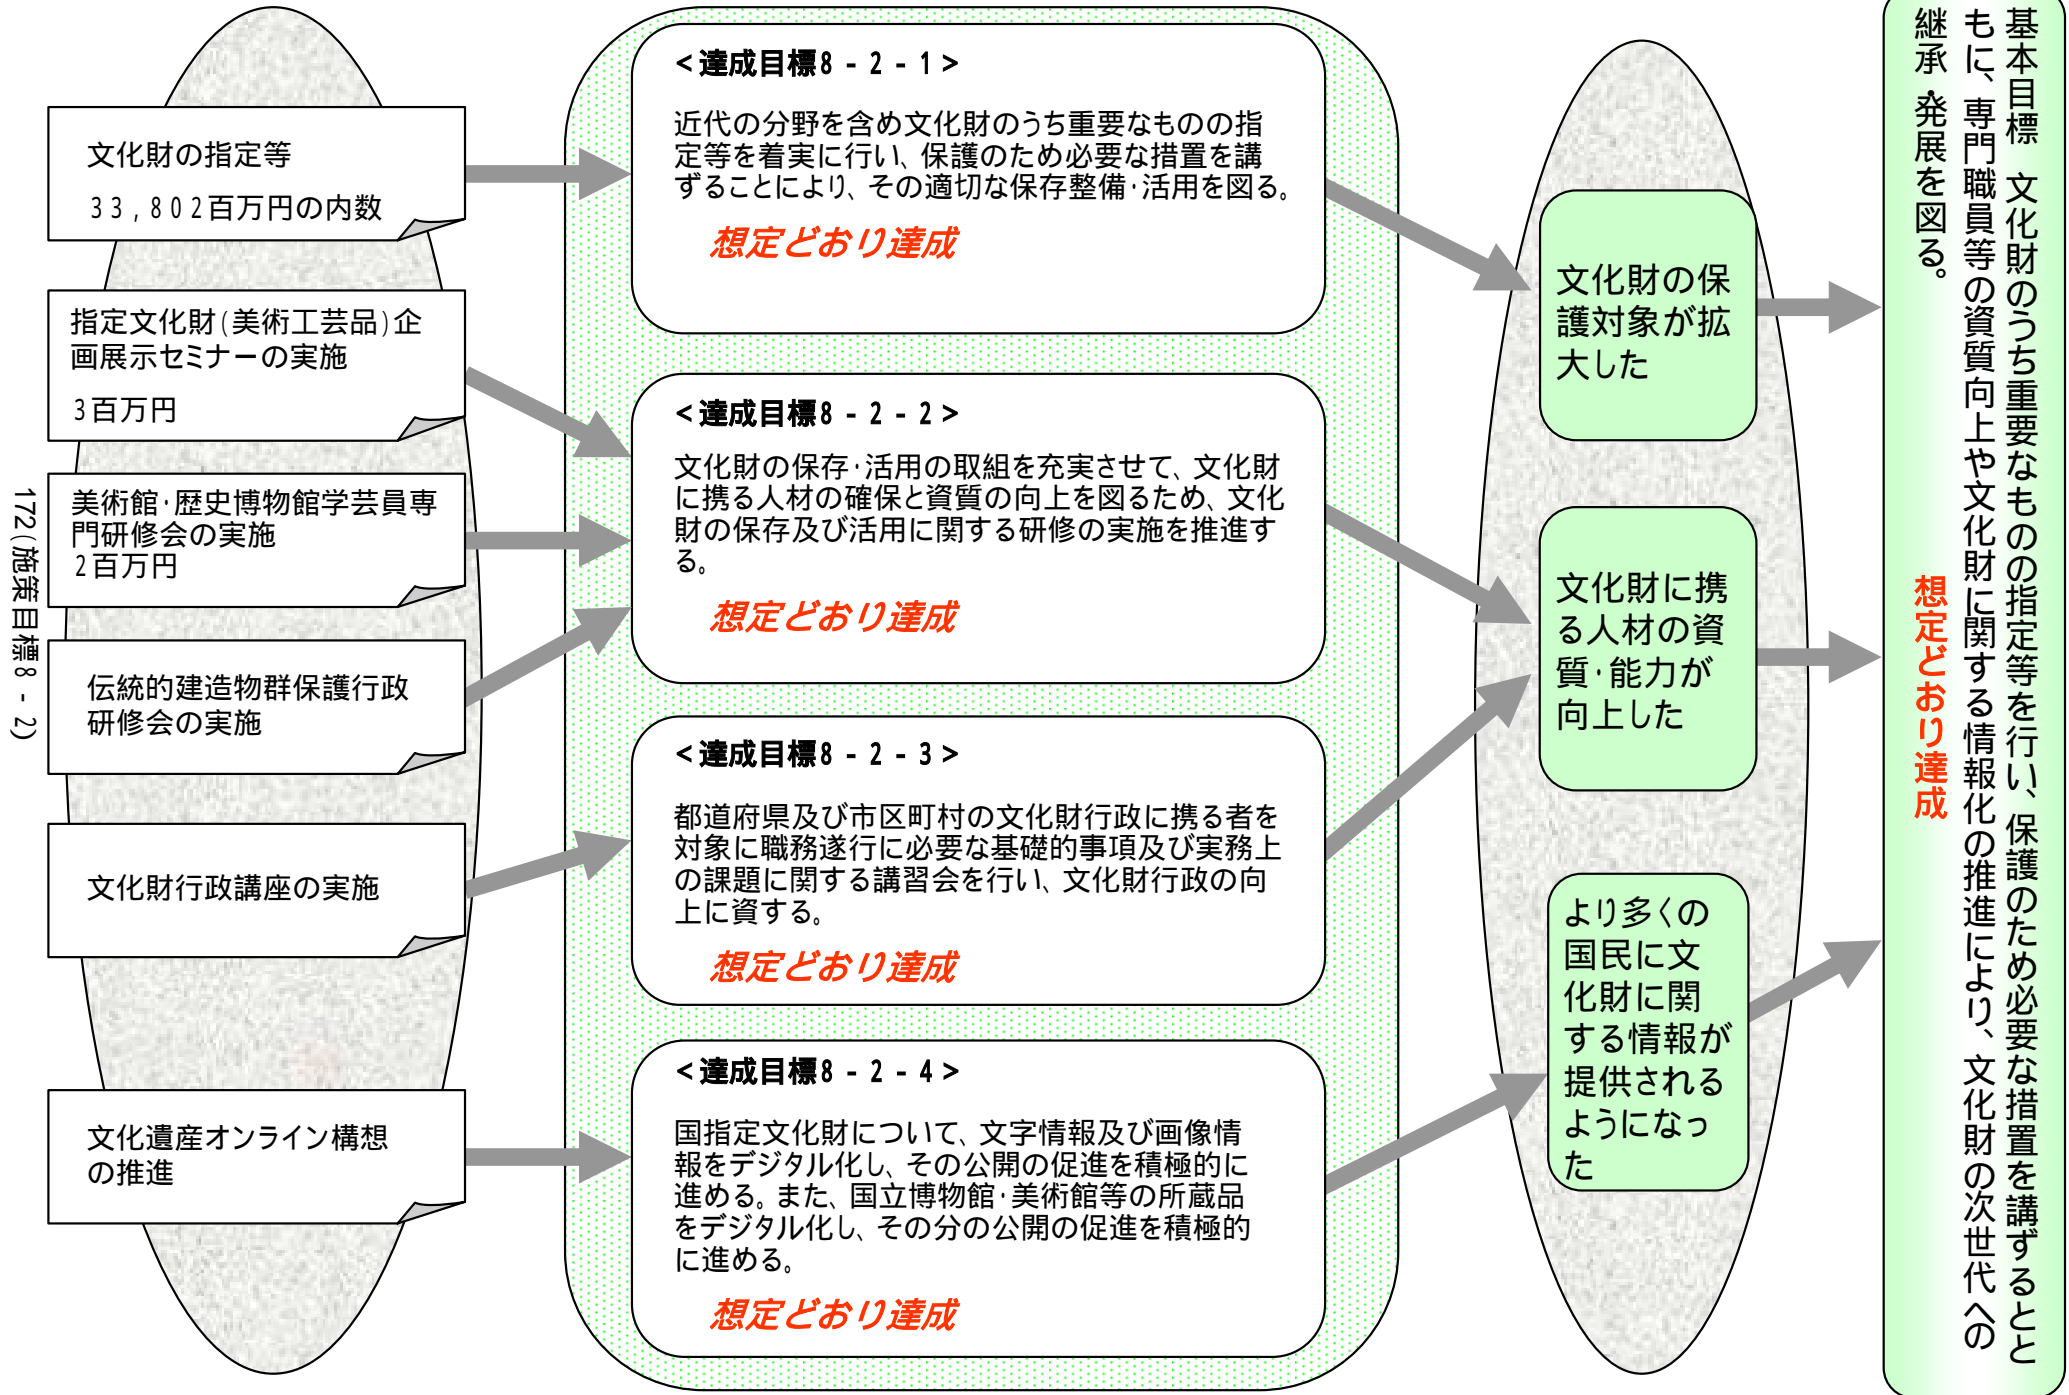 文化財の指定等
33,802百万円の内数
指定文化財(美術工芸品)企
画展示セミナーの実施
3百万円
美術館・歴史博物館学芸員専
門研修会の実施
2百万円
伝統的建造物群保護行政
研修会の実施
文化財行政講座の実施
文化遺産オンライン構想
の推進
<達成目標8-2-1>
近代の分野を含め文化財のうち重要なものの指
定等を着実に行い、保護のため必要な措置を講
ずることにより、その適切な保存整備・活用を図る。
想定どおり達成
<達成目標8-2-2>
文化財の保存・活用の取組を充実させて、文化財
に携る人材の確保と資質の向上を図るため、文化
財の保存及び活用に関する研修の実施を推進す
る。
想定どおり達成
<達成目標8-2-3>
都道府県及び市区町村の文化財行政に携る者を
対象に職務遂行に必要な基礎的事項及び実務上
の課題に関する講習会を行い、文化財行政の向
上に資する。
想定どおり達成
<達成目標8-2-4>
国指定文化財について、文字情報及び画像情
報をデジタル化し、その公開の促進を積極的に
進める。また、国立博物館・美術館等の所蔵品
をデジタル化し、その分の公開の促進を積極的
に進める。
想定どおり達成
文化財の保
護対象が拡
大した
文化財に携
る人材の資
質・能力が
向上した
より多くの
国民に文
化財に関
する情報が
提供される
ようになっ
た
基本目標 文化財のうち重要なものの指定等を行い、保護のため必要な措置を講ずるとと
もに、専門職員等の資質向上や文化財に関する情報化の推進により、文化財の次世代への
継承・発展を図る。
想定どおり達成
172(施策目標8-2)